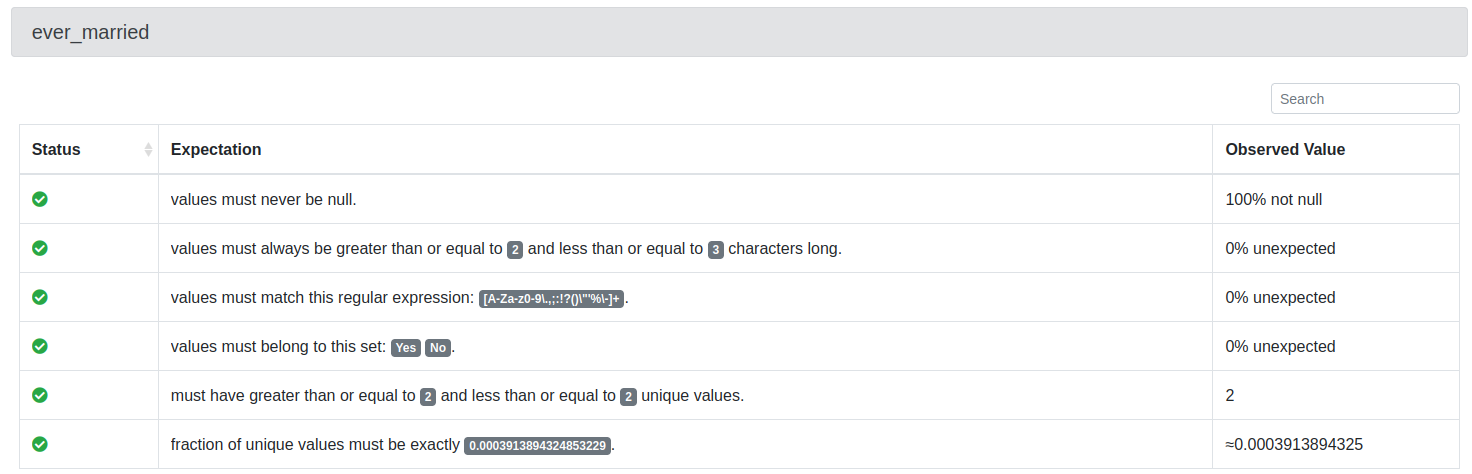 ever_married
Search
Status Expectation Observed Value
values must never be null. 100% not null
values must always be greater than or equal to 2 and less than or equal to 3 characters long. 0% unexpected
values must match this regular expression: [A-Za-z0-9\.,;:!?()\"'%\-]+. 0% unexpected
values must belong to this set: Yes No. 0% unexpected
must have greater than or equal to 2 and less than or equal to 2 unique values. 2
fraction of unique values must be exactly 0.0003913894324853229. ≈0.0003913894325